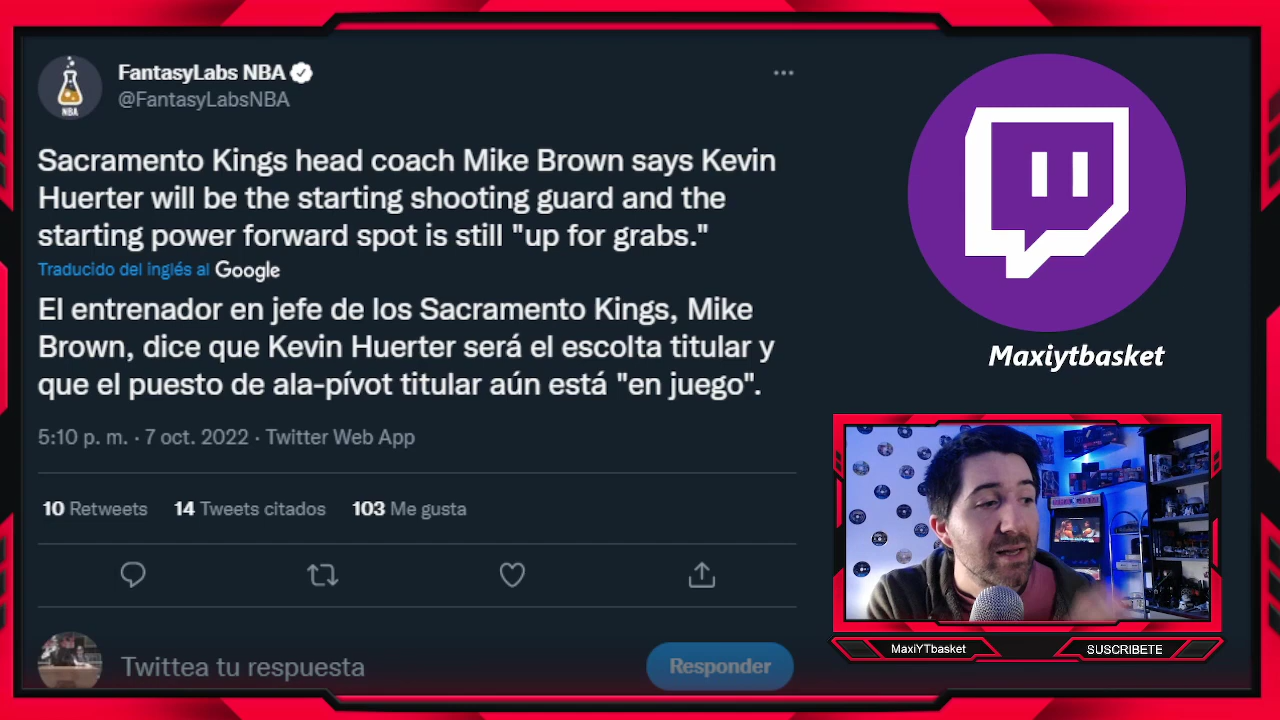 FantasyLabs NBA
@FantasyLabsNBA
NBA
Sacramento Kings head coach Mike Brown says Kevin
Huerter will be the starting shooting guard and the
starting power forward spot is still "up for grabs."
Traducido del inglés al Google
El entrenador en jefe de los Sacramento Kings, Mike
Brown, dice que Kevin Huerter será el escolta titular y
que el puesto de ala-pívot titular aún está "en juego".
5:10 p. m. · 7 oct. 2022 · Twitter Web App
10 Retweets 14 Tweets citados 103 Me gusta
Twittea tu respuesta
Responder
Maxiytbasket
MaxiYTbasket
SUSCRIBETE